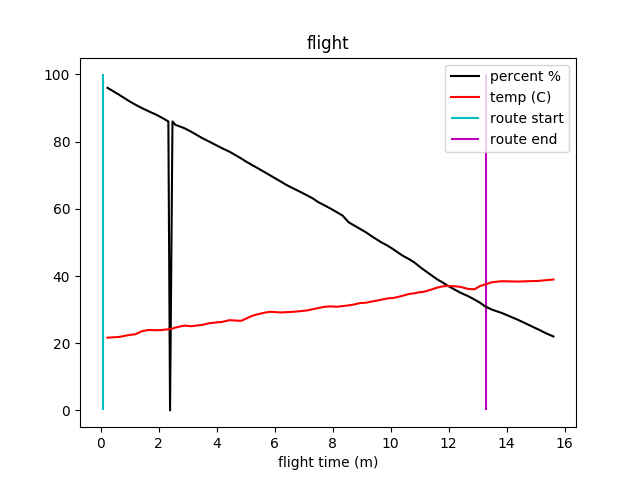 flight
percent %
temp (C)
route start
route end
100
80
60
40
20
0
0 2 4 6 8 10 12 14 16
flight time (m)